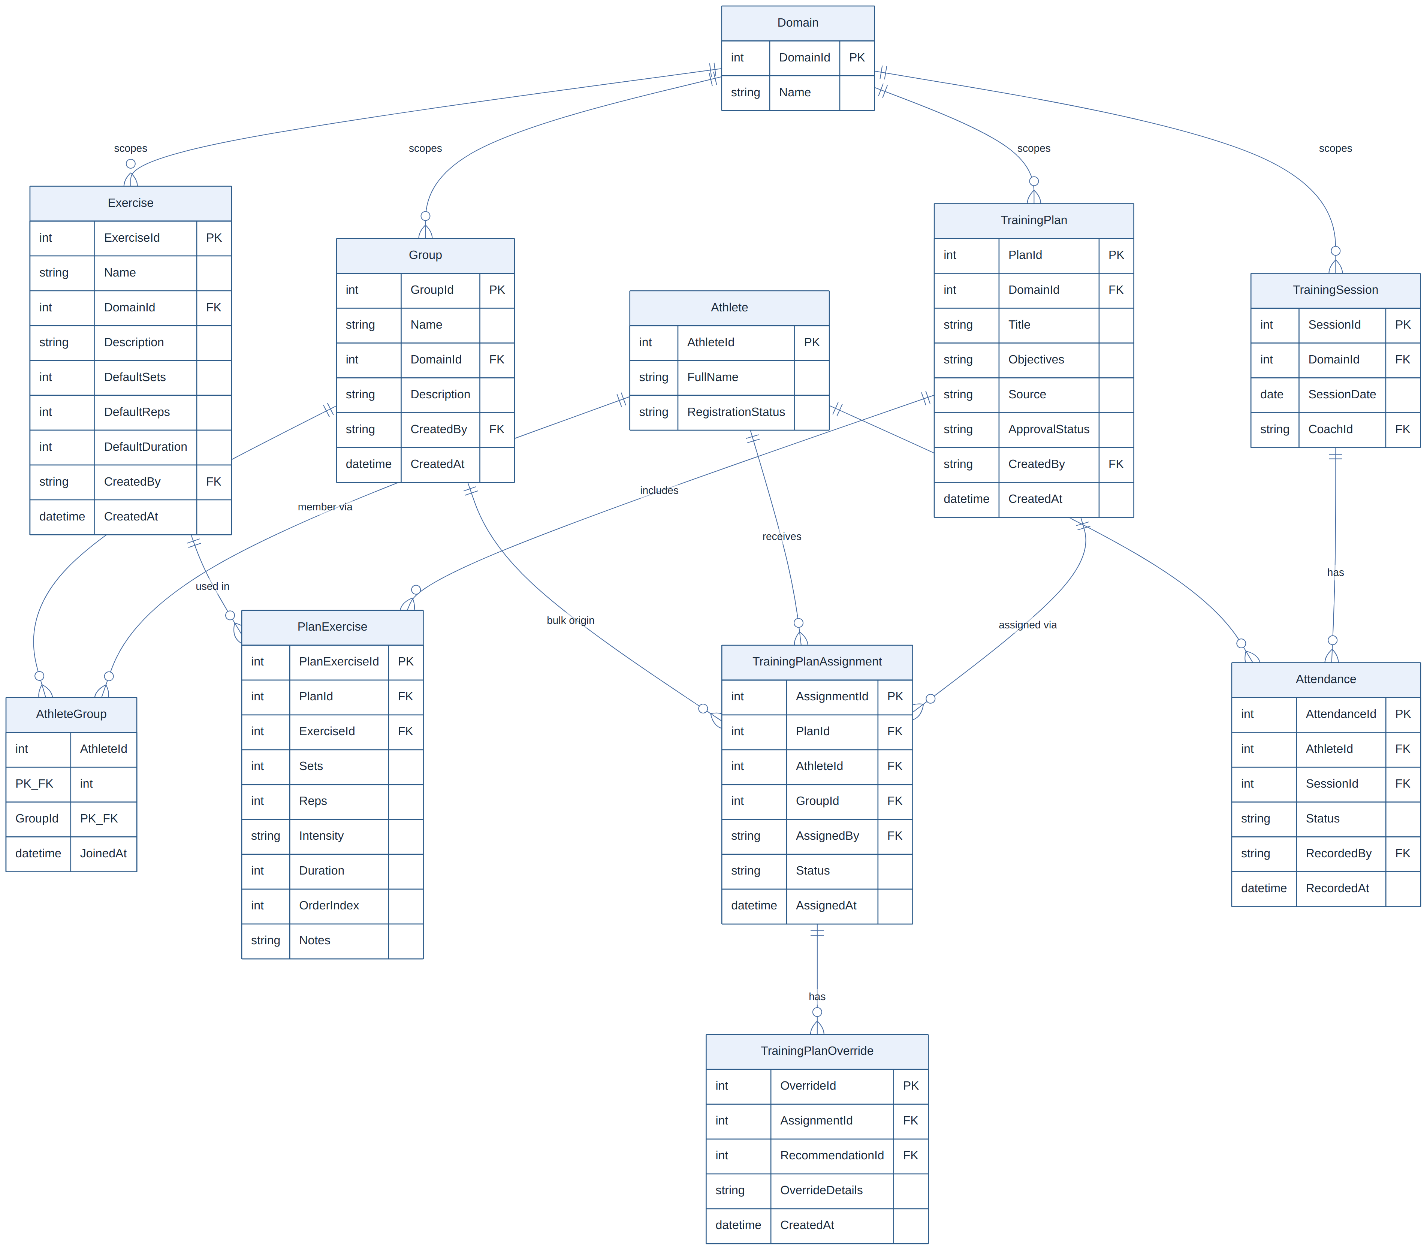 Domain
int DomainId PK
string Name
scopes
scopes
scopes
scopes
Exercise
int ExerciseId PK
string Name
int DomainId FK
string Description
int DefaultSets
int DefaultReps
int DefaultDuration
string CreatedBy FK
datetime CreatedAt
Group
int GroupId PK
string Name
int DomainId FK
string Description
string CreatedBy FK
datetime CreatedAt
Athlete
int AthleteId PK
string FullName
string RegistrationStatus
TrainingPlan
int PlanId PK
int DomainId FK
string Title
string Objectives
string Source
string ApprovalStatus
string CreatedBy FK
datetime CreatedAt
TrainingSession
int SessionId PK
int DomainId FK
date SessionDate
string CoachId FK
member via
includes
receives
used in
has
bulk origin
assigned via
AthleteGroup
int AthleteId
PK_FK int
GroupId PK_FK
datetime JoinedAt
PlanExercise
int PlanExerciseId PK
int PlanId FK
int ExerciseId FK
int Sets
int Reps
string Intensity
int Duration
int OrderIndex
string Notes
TrainingPlanAssignment
int AssignmentId PK
int PlanId FK
int AthleteId FK
int GroupId FK
string AssignedBy FK
string Status
datetime AssignedAt
Attendance
int AttendanceId PK
int AthleteId FK
int SessionId FK
string Status
string RecordedBy FK
datetime RecordedAt
has
TrainingPlanOverride
int OverrideId PK
int AssignmentId FK
int RecommendationId FK
string OverrideDetails
datetime CreatedAt